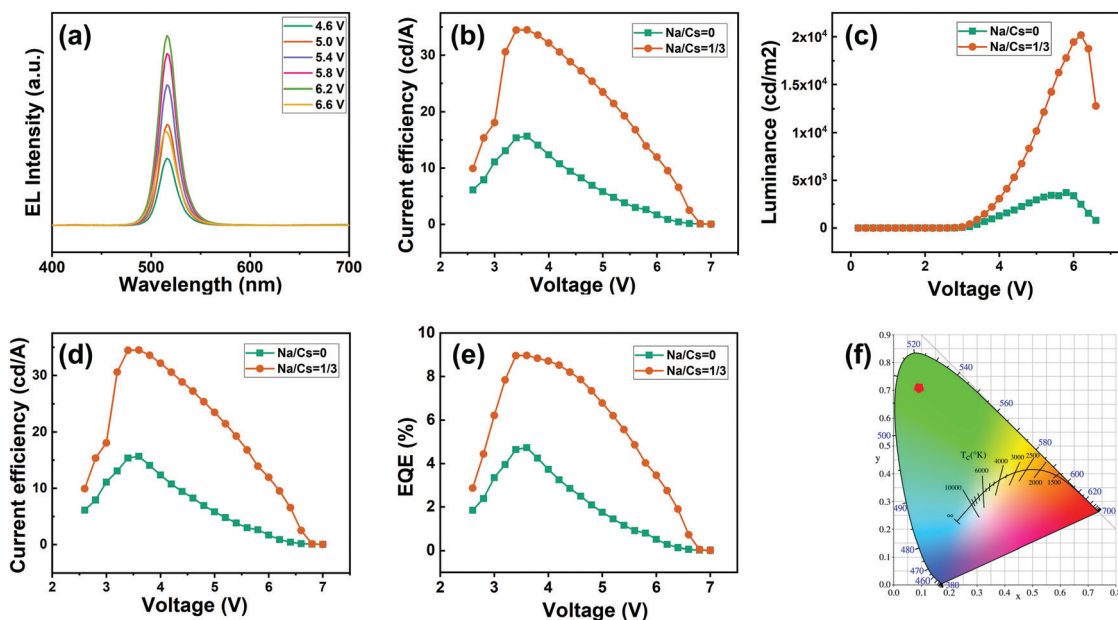 (a)
4.6 V
5.0 V
5.4 V
5.8 V
6.2 V
6.6 V
EL Intensity (a.u.)
400 500 600 700
Wavelength (nm)
(b)
Na/Cs=0
Na/Cs=1/3
Current efficiency (cd/A)
30
20
10
0
2 3 4 5 6 7
Voltage (V)
(c)
Na/Cs=0
Na/Cs=1/3
Luminance (cd/m2)
2x10⁴
2x10⁴
1x10⁴
5x10³
0
0 2 4 6
Voltage (V)
(d)
Na/Cs=0
Na/Cs=1/3
Current efficiency (cd/A)
30
20
10
0
2 3 4 5 6 7
Voltage (V)
(e)
Na/Cs=0
Na/Cs=1/3
EQE (%)
10
8
6
4
2
0
2 3 4 5 6 7
Voltage (V)
(f)
0.9
0.8
0.7
0.6
0.5
y
0.4
0.3
0.2
0.1
0.0
520
540
560
580
600
620
700
500
490
480
470
460
380
Tc(°K)
∞
10000
6000
4000
3000
2500
2000
1500
0.0 0.1 0.2 0.3 0.4 0.5 0.6 0.7 0.8
x